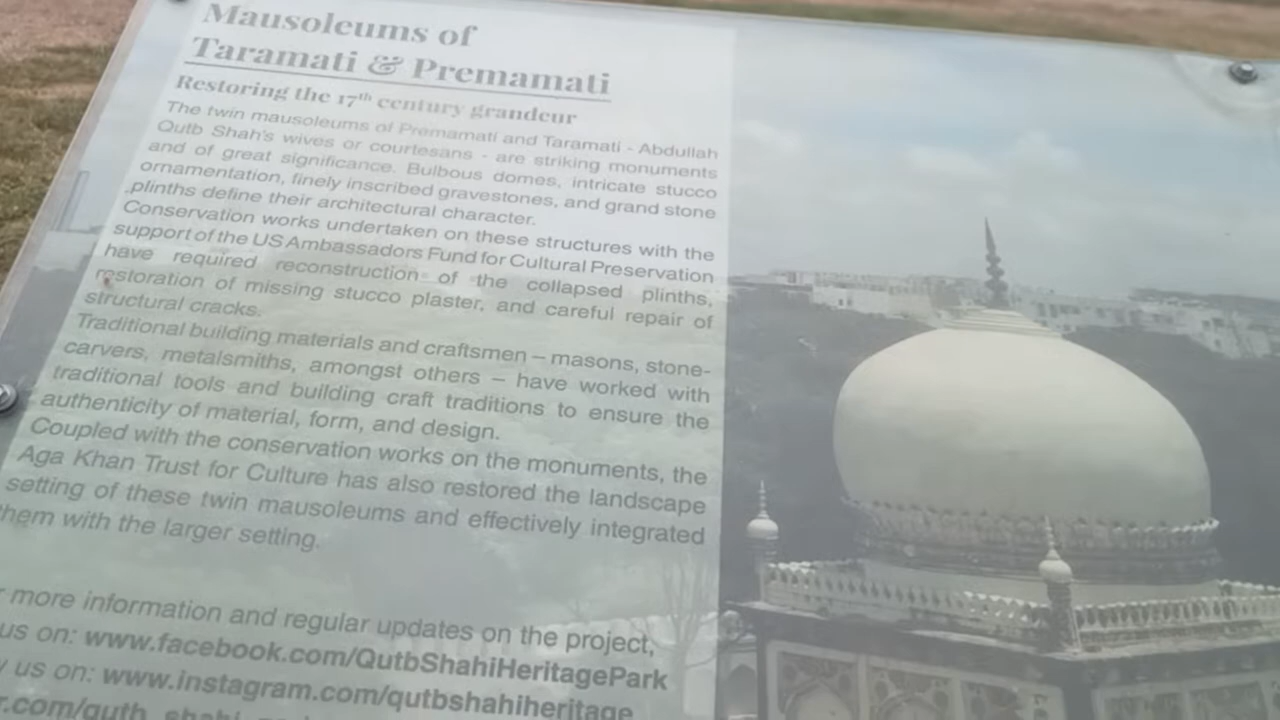 Mausoleums of
Taramati & Premamati
Restoring the 17th century grandeur
The twin mausoleums of Premamati and Taramati - Abdullah
Qutb Shah's wives or courtesans - are striking monuments
and of great significance. Bulbous domes, intricate stucco
ornamentation, finely inscribed gravestones, and grand stone
plinths define their architectural character.
Conservation works undertaken on these structures with the
support of the US Ambassadors Fund for Cultural Preservation
have required reconstruction of the collapsed plinths,
restoration of missing stucco plaster, and careful repair of
structural cracks.
Traditional building materials and craftsmen – masons, stone-
carvers, metalsmiths, amongst others – have worked with
traditional tools and building craft traditions to ensure the
authenticity of material, form, and design.
Coupled with the conservation works on the monuments, the
Aga Khan Trust for Culture has also restored the landscape
setting of these twin mausoleums and effectively integrated
them with the larger setting.
more information and regular updates on the project,
us on: www.facebook.com/QutbShahiHeritagePark
us on: www.instagram.com/qutbshahiheritage